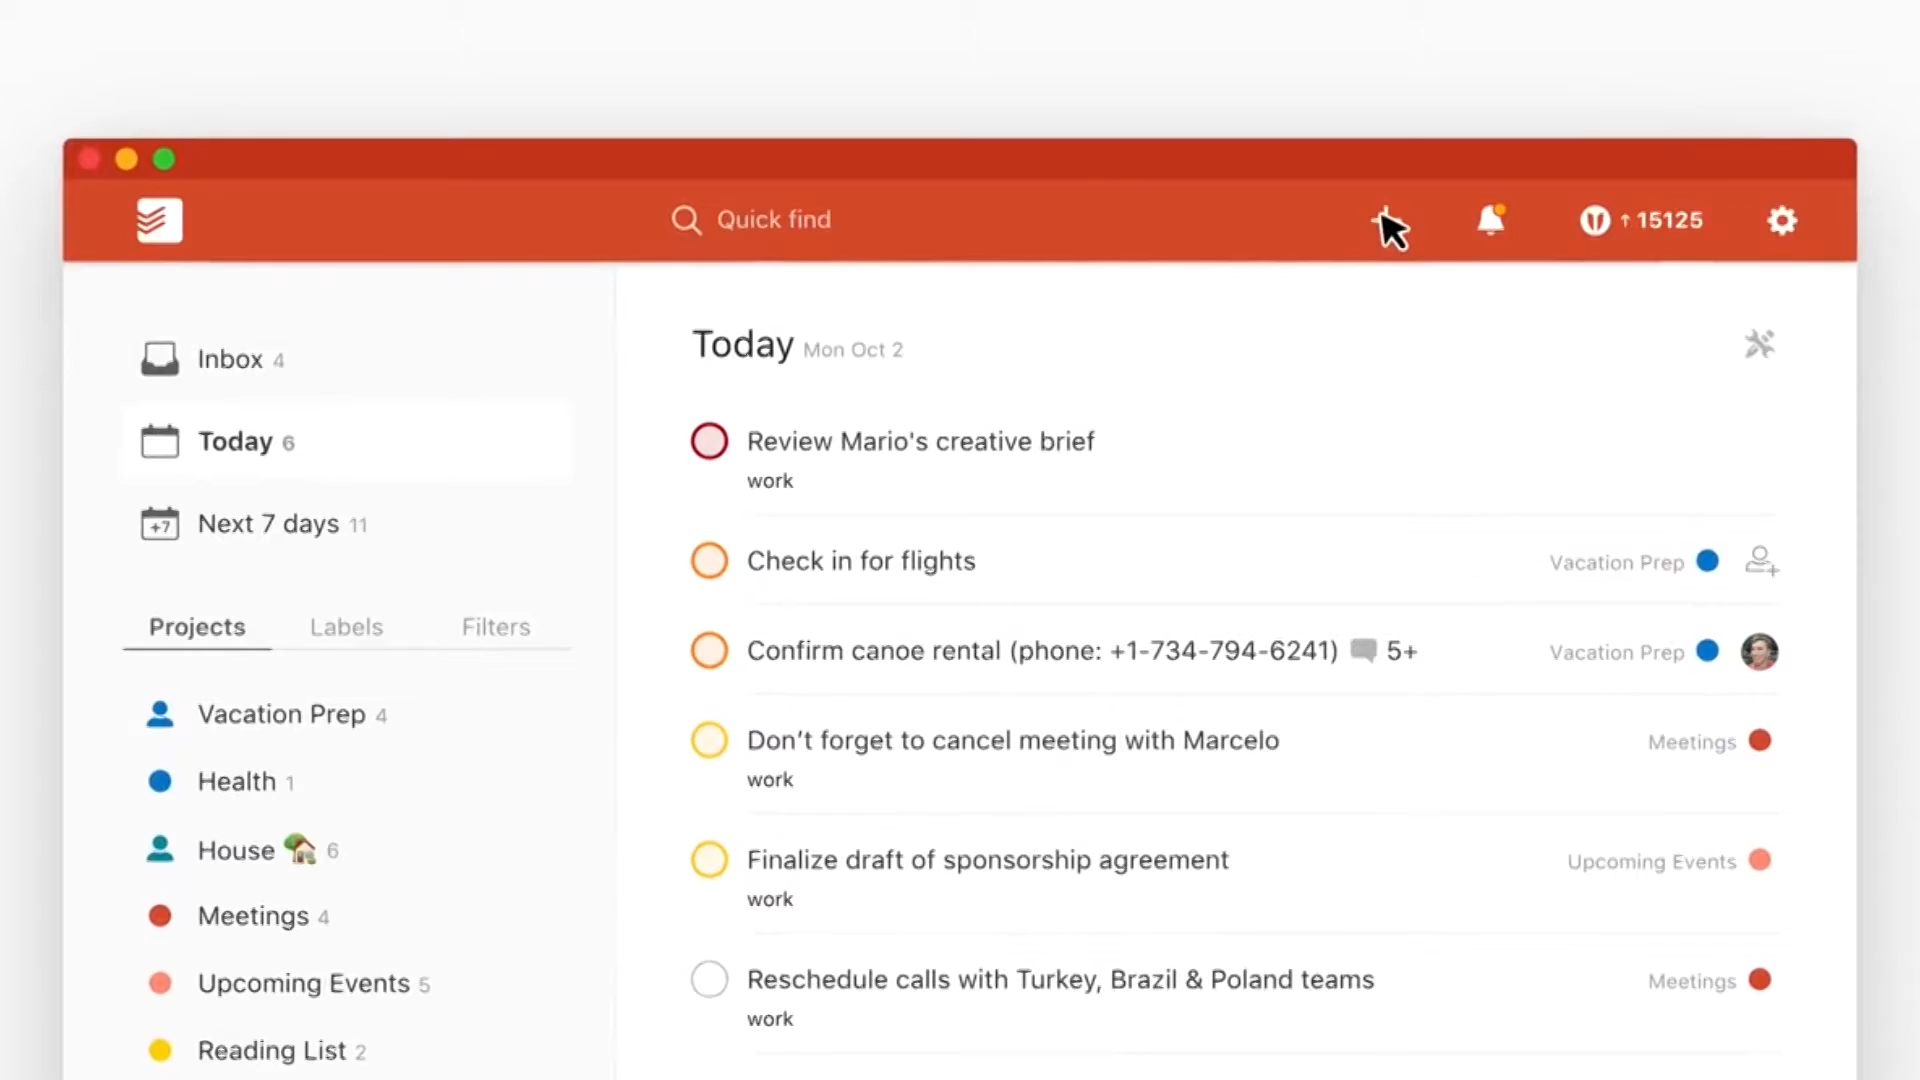 Quick find
↑ 15125
Inbox 4
Today 6
+7 Next 7 days 11
Projects Labels Filters
Vacation Prep 4
Health 1
House 6
Meetings 4
Upcoming Events 5
Reading List 2
Today Mon Oct 2
Review Mario's creative brief
work
Check in for flights Vacation Prep
Confirm canoe rental (phone: +1-734-794-6241) 5+ Vacation Prep
Don’t forget to cancel meeting with Marcelo Meetings
work
Finalize draft of sponsorship agreement Upcoming Events
work
Reschedule calls with Turkey, Brazil & Poland teams Meetings
work